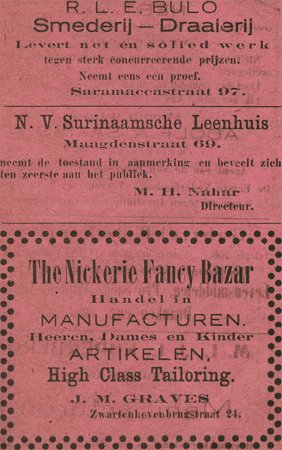 R. L. E. BULO
Smederij – Draaierij
Levert net en solied werk
tegen sterk concurreerende prijzen.
Neemt eens een proef.
Saramaccastraat 97.
N. V. Surinaamsche Leenhuis
Maagdenstraat 69.
neemt de toestand in aanmerking en beveelt zich
ten zeerste aan het publiek.
M. H. Nahar
Directeur.
The Nickerie Fancy Bazar
Handel in
MANUFACTUREN.
Heeren, Dames en Kinder
ARTIKELEN,
High Class Tailoring.
J. M. GRAVES
Zwartenhovenbrugstraat 24.